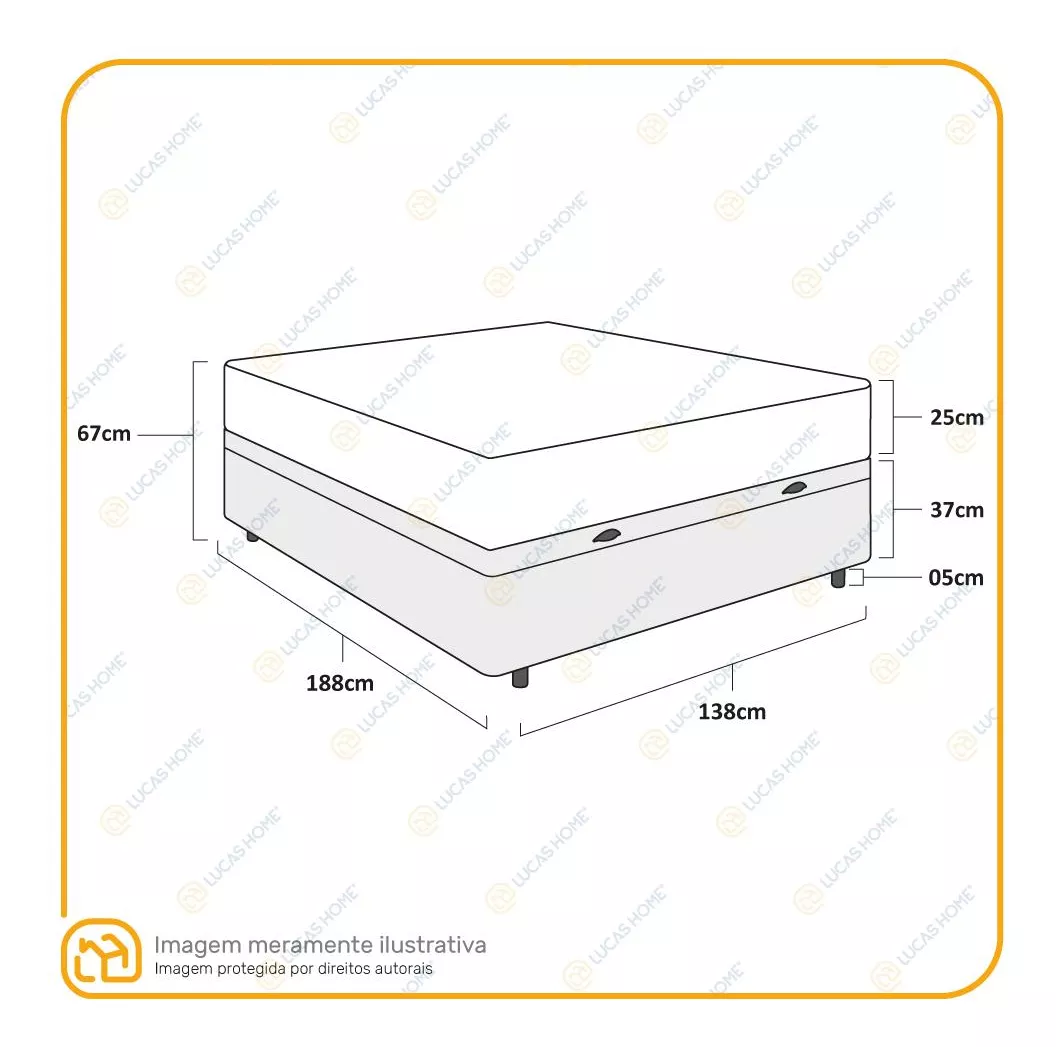 67cm
25cm
37cm
05cm
188cm
138cm
LUCAS HOME
Imagem meramente ilustrativa
Imagem protegida por direitos autorais